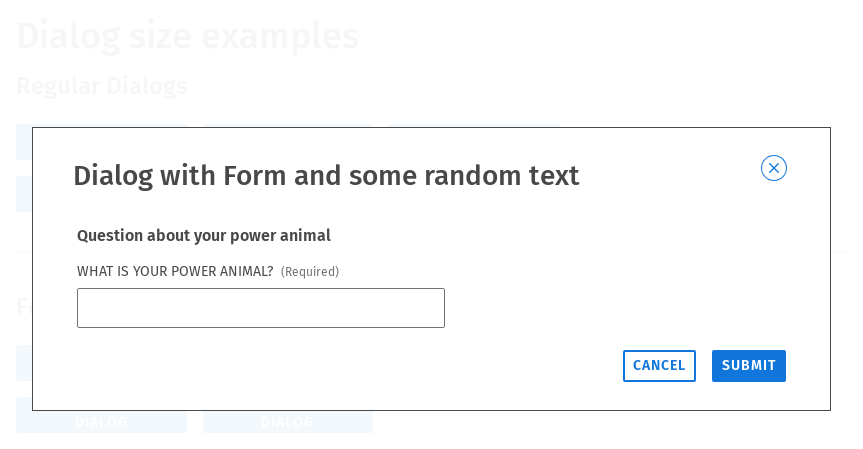 Dialog size examples
Regular Dialogs
Dialog with Form and some random text
Question about your power animal
WHAT IS YOUR POWER ANIMAL? (Required)
CANCEL SUBMIT
DIALOG DIALOG